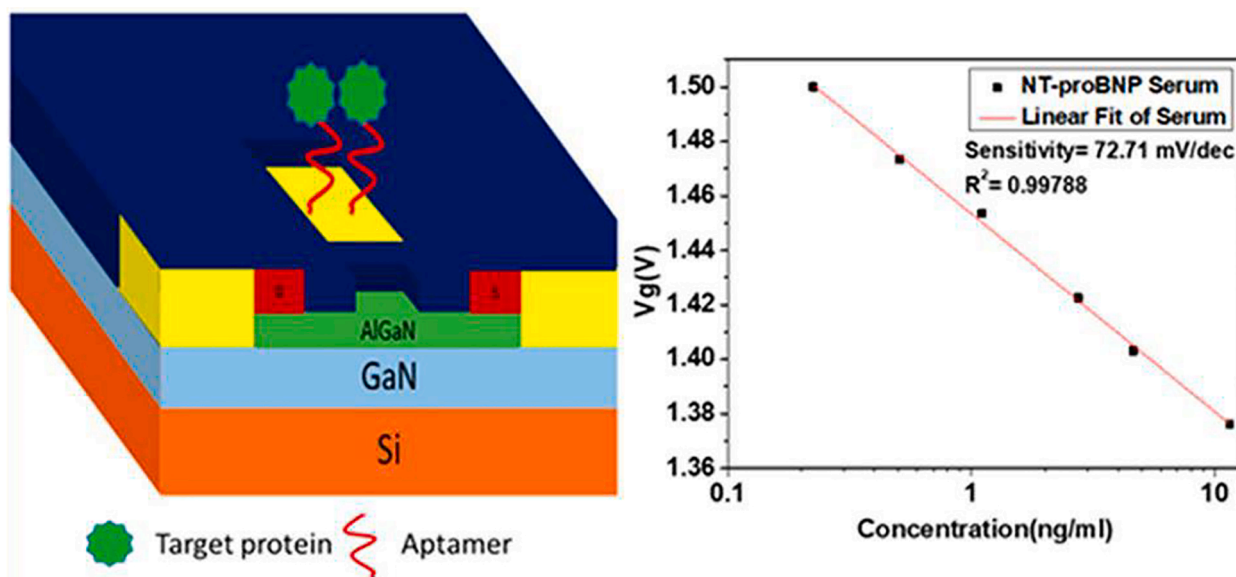 AlGaN
GaN
Si
Target protein
Aptamer
1.50
1.48
1.46
1.44
1.42
1.40
1.38
1.36
Vg(V)
NT-proBNP Serum
Linear Fit of Serum
Sensitivity= 72.71 mV/dec
R²= 0.99788
0.1
1
10
Concentration(ng/ml)